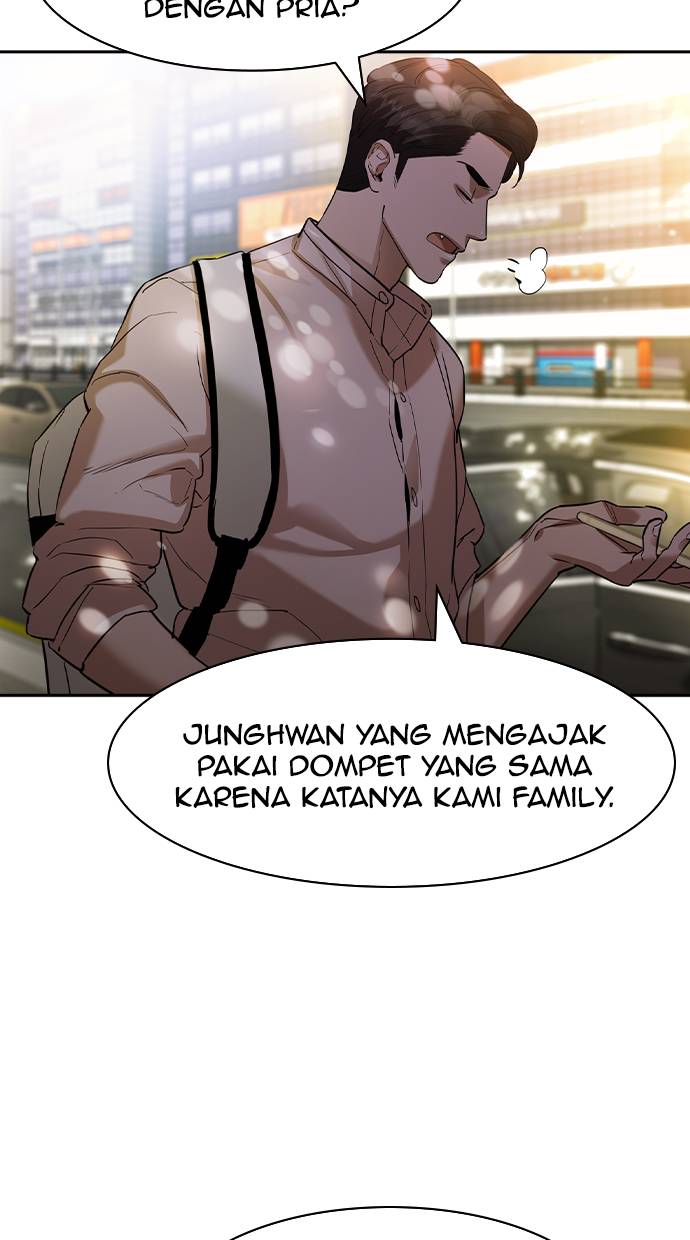 DENGAN PRIA?
JUNGHWAN YANG MENGAJAK
PAKAI DOMPET YANG SAMA
KARENA KATANYA KAMI FAMILY.